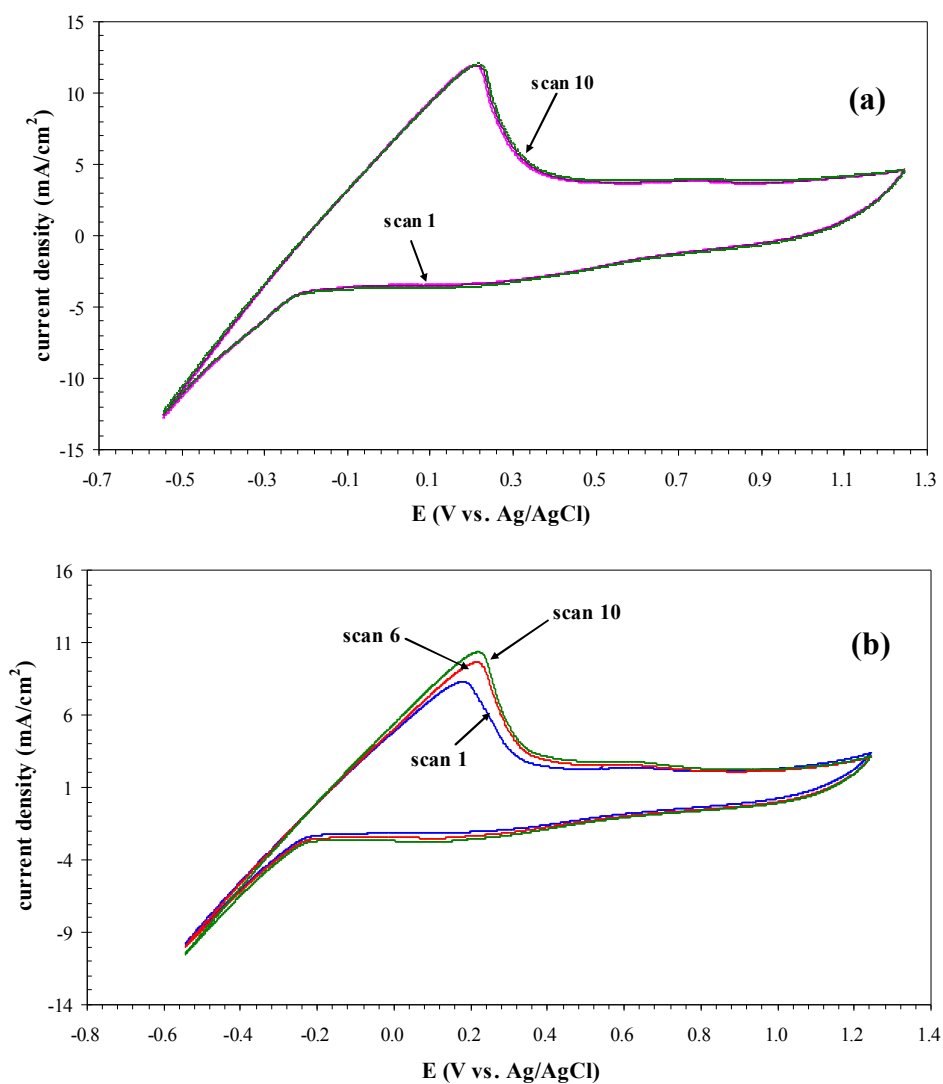 15
10
5
0
-5
-10
-15
current density (mA/cm²)
(a)
scan 10
scan 1
-0.7 -0.5 -0.3 -0.1 0.1 0.3 0.5 0.7 0.9 1.1 1.3
E (V vs. Ag/AgCl)
16
11
6
1
-4
-9
-14
current density (mA/cm²)
(b)
scan 10
scan 6
scan 1
-0.8 -0.6 -0.4 -0.2 0.0 0.2 0.4 0.6 0.8 1.0 1.2 1.4
E (V vs. Ag/AgCl)